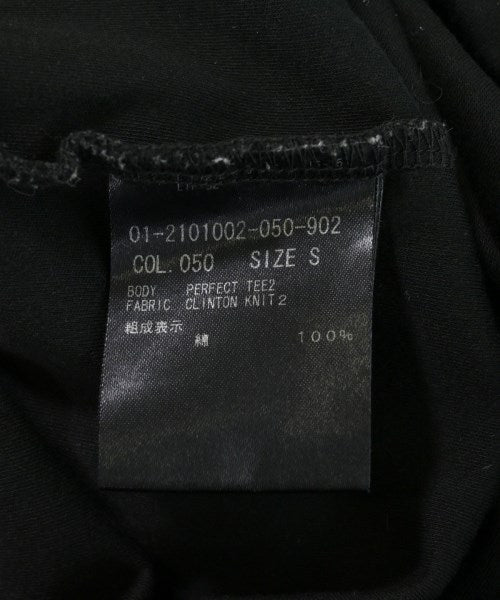 01-2101002-050-902
COL. 050 SIZE S
BODY PERFECT TEE2
FABRIC CLINTON KNIT2
組成表示
綿 100%